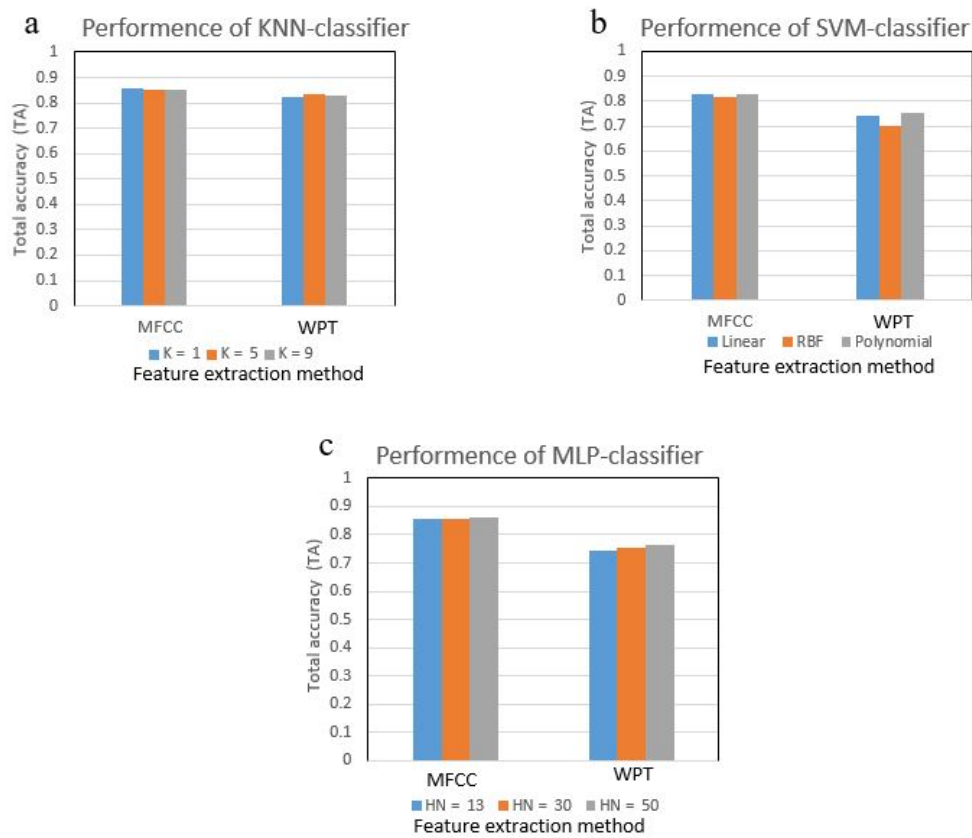 a
Performence of KNN-classifier
Total accuracy (TA)
1
0.9
0.8
0.7
0.6
0.5
0.4
0.3
0.2
0.1
0
MFCC WPT
K = 1 K = 5 K = 9
Feature extraction method
b
Performence of SVM-classifier
Total accuracy (TA)
1
0.9
0.8
0.7
0.6
0.5
0.4
0.3
0.2
0.1
0
MFCC WPT
Linear RBF Polynomial
Feature extraction method
c
Performence of MLP-classifier
Total accuracy (TA)
1
0.9
0.8
0.7
0.6
0.5
0.4
0.3
0.2
0.1
0
MFCC WPT
HN = 13 HN = 30 HN = 50
Feature extraction method